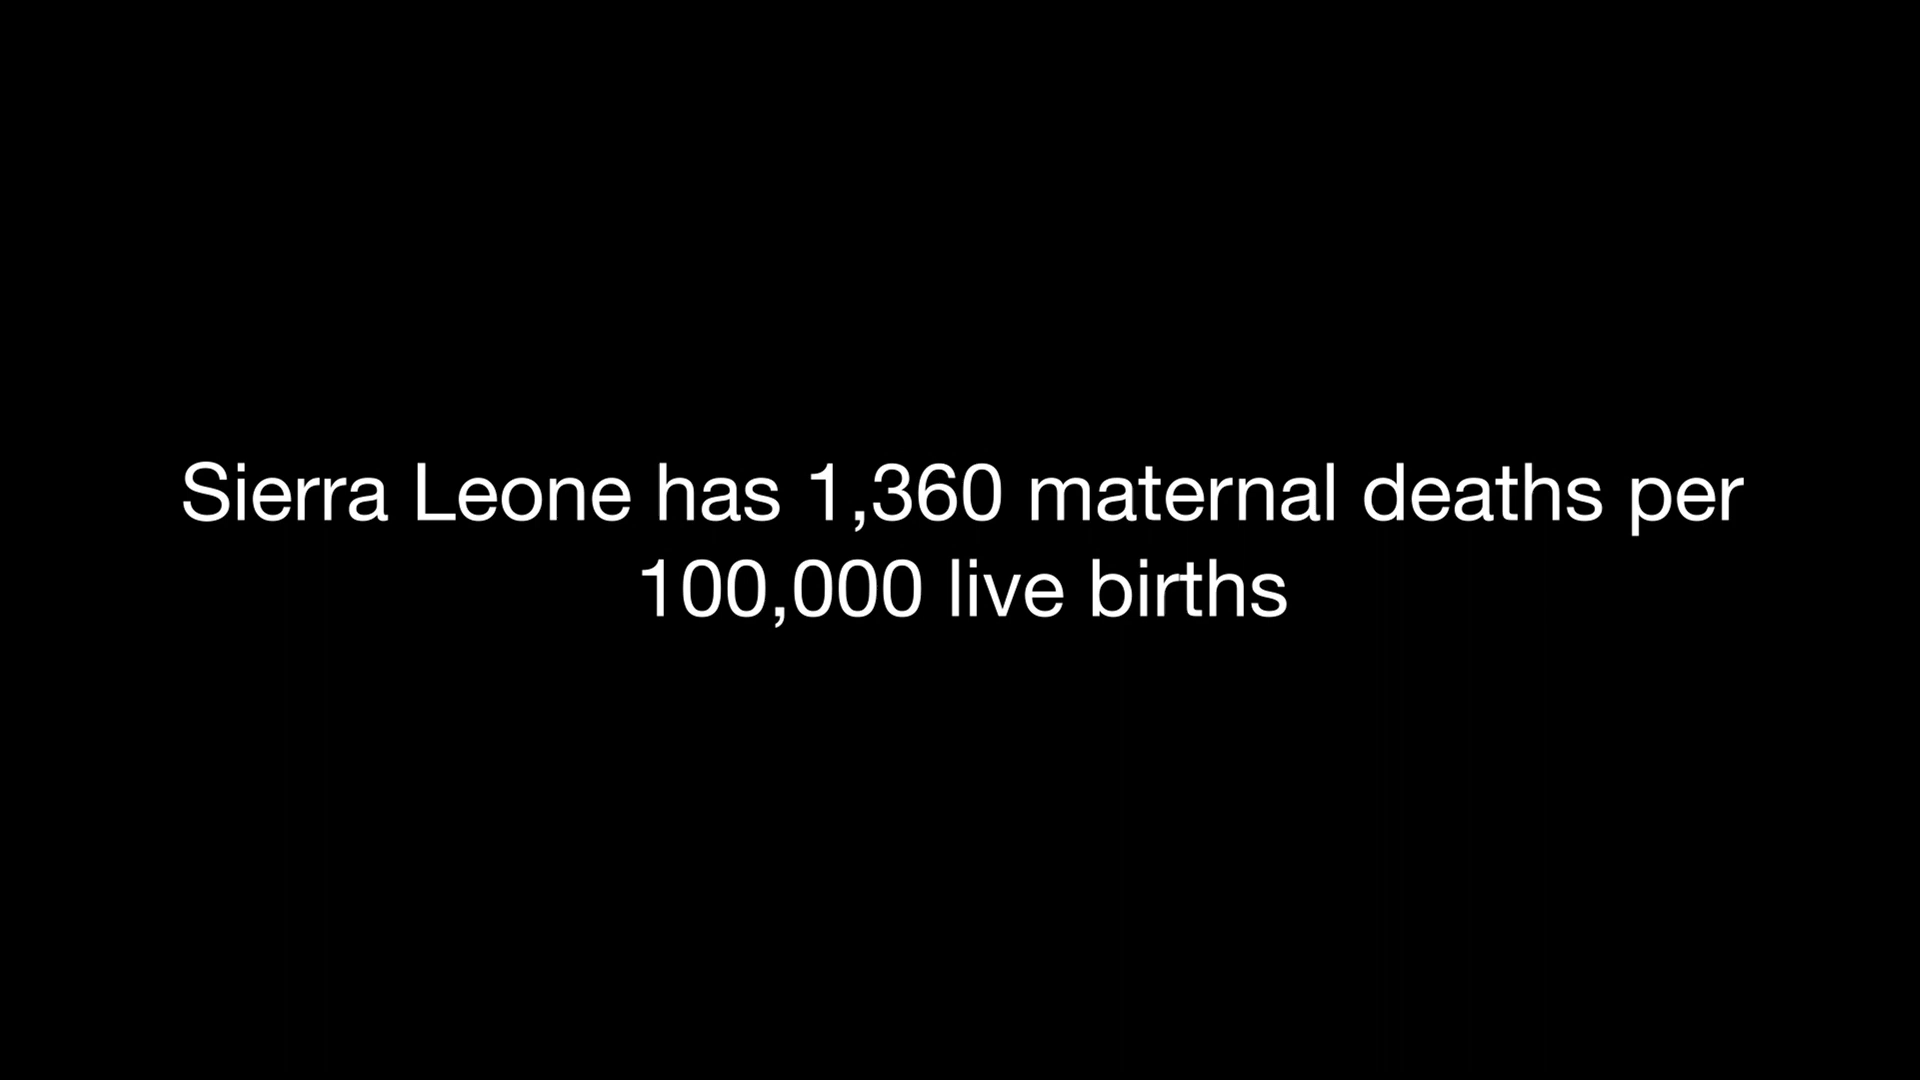 Sierra Leone has 1,360 maternal deaths per
100,000 live births